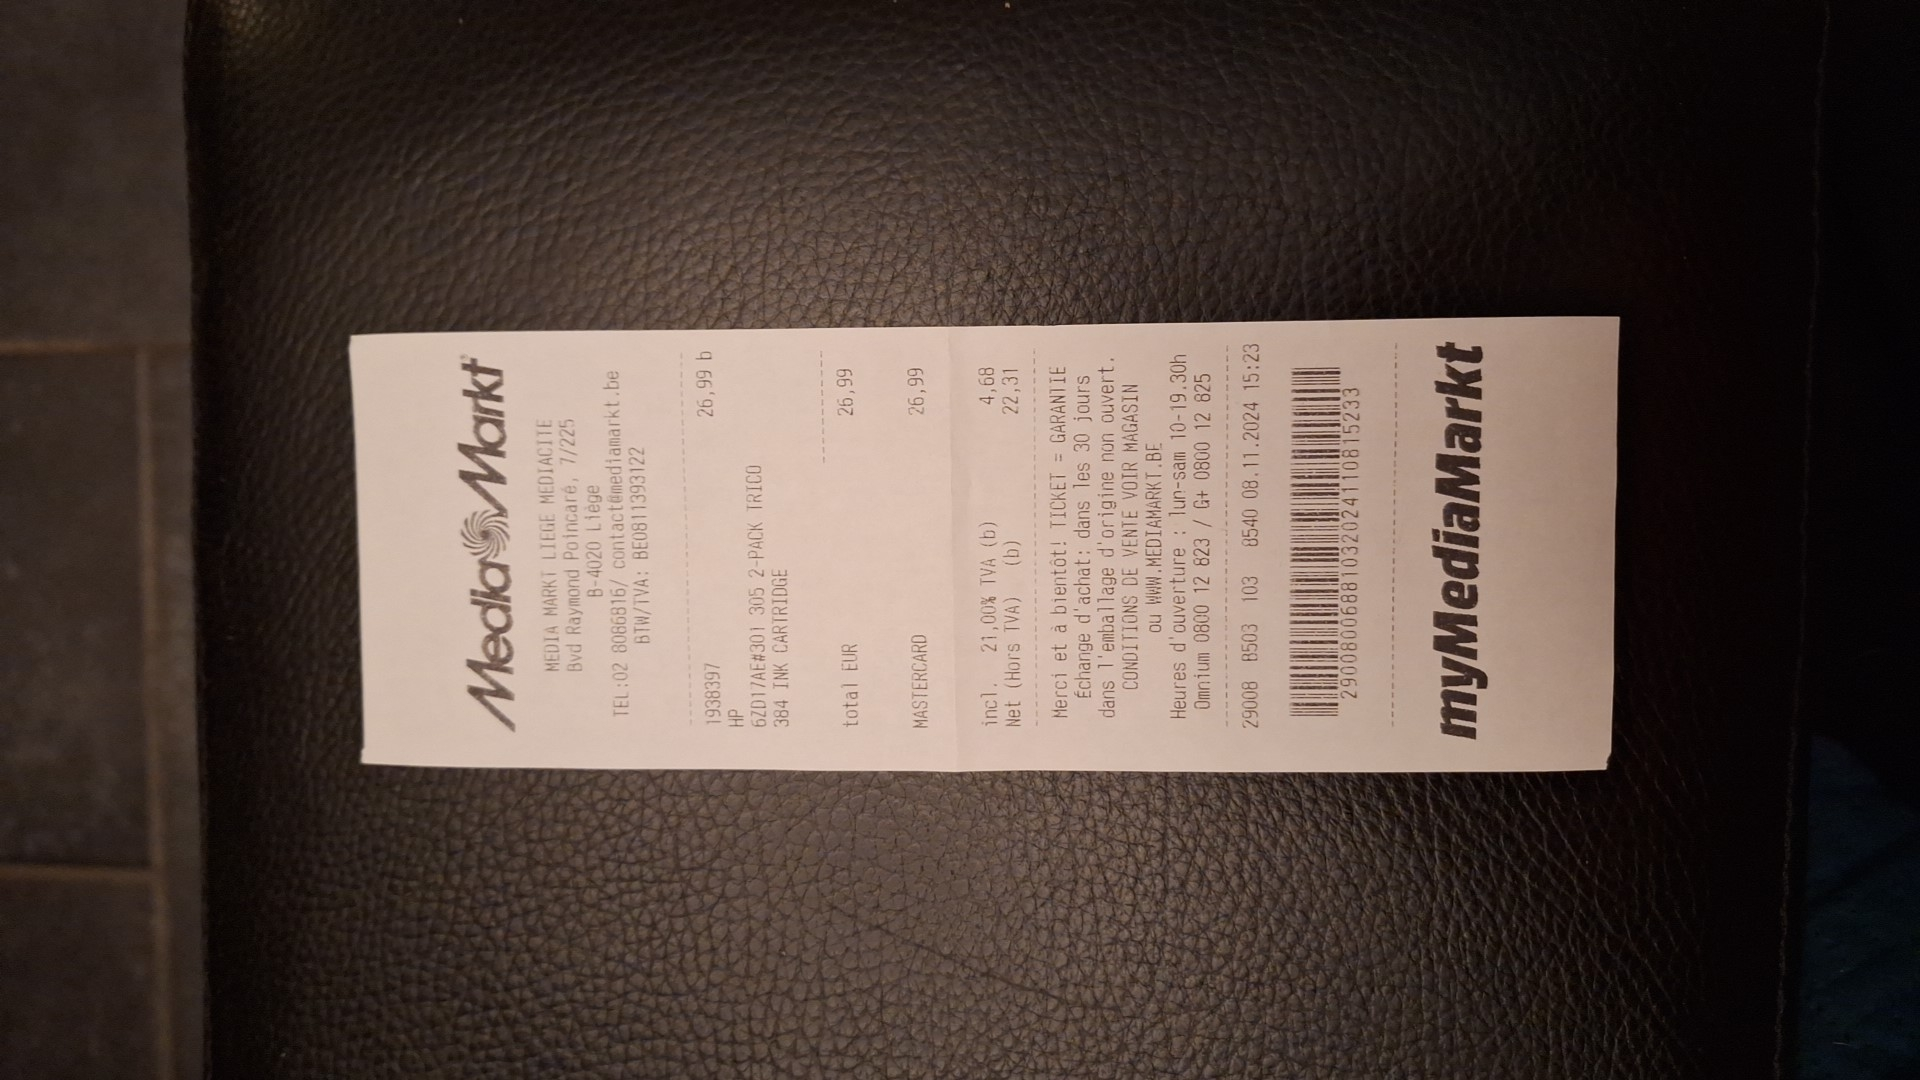 Media Markt
MEDIA MARKT LIEGE MEDIACITE
Bvd Raymond Poincaré, 7/225
B-4020 Liège
TEL:02 8086816/ contact@mediamarkt.be
BTW/TVA: BE0811393122
1938397 26,99 b
HP
6ZD17AE#301 305 2-PACK TRICO
384 INK CARTRIDGE
total EUR 26,99
MASTERCARD 26,99
incl. 21,00% TVA (b) 4,68
Net (Hors TVA) (b) 22,31
Merci et à bientôt! TICKET = GARANTIE
Échange d'achat: dans les 30 jours
dans l'emballage d'origine non ouvert.
CONDITIONS DE VENTE VOIR MAGASIN
ou WWW.MEDIAMARKT.BE
Heures d'ouverture : lun-sam 10-19.30h
Omnium 0800 12 823 / G+ 0800 12 825
29008 B503 103 8540 08.11.2024 15:23
2900800688103202411081523​3
myMediaMarkt